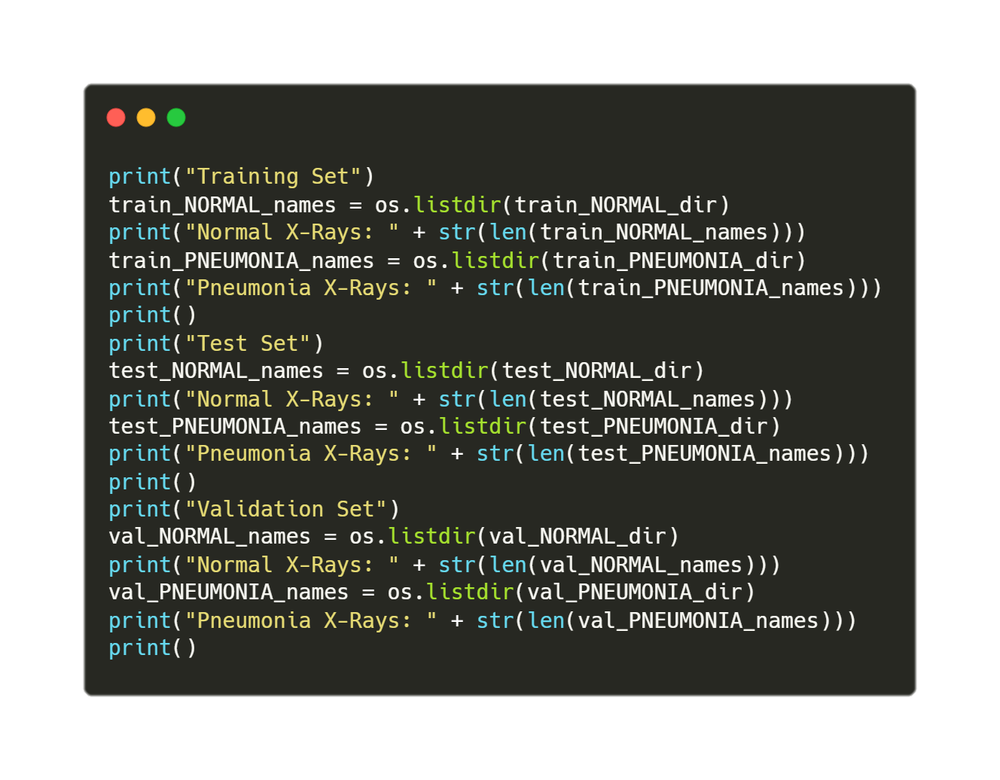 print("Training Set")
train_NORMAL_names = os.listdir(train_NORMAL_dir)
print("Normal X-Rays: " + str(len(train_NORMAL_names)))
train_PNEUMONIA_names = os.listdir(train_PNEUMONIA_dir)
print("Pneumonia X-Rays: " + str(len(train_PNEUMONIA_names)))
print()
print("Test Set")
test_NORMAL_names = os.listdir(test_NORMAL_dir)
print("Normal X-Rays: " + str(len(test_NORMAL_names)))
test_PNEUMONIA_names = os.listdir(test_PNEUMONIA_dir)
print("Pneumonia X-Rays: " + str(len(test_PNEUMONIA_names)))
print()
print("Validation Set")
val_NORMAL_names = os.listdir(val_NORMAL_dir)
print("Normal X-Rays: " + str(len(val_NORMAL_names)))
val_PNEUMONIA_names = os.listdir(val_PNEUMONIA_dir)
print("Pneumonia X-Rays: " + str(len(val_PNEUMONIA_names)))
print()